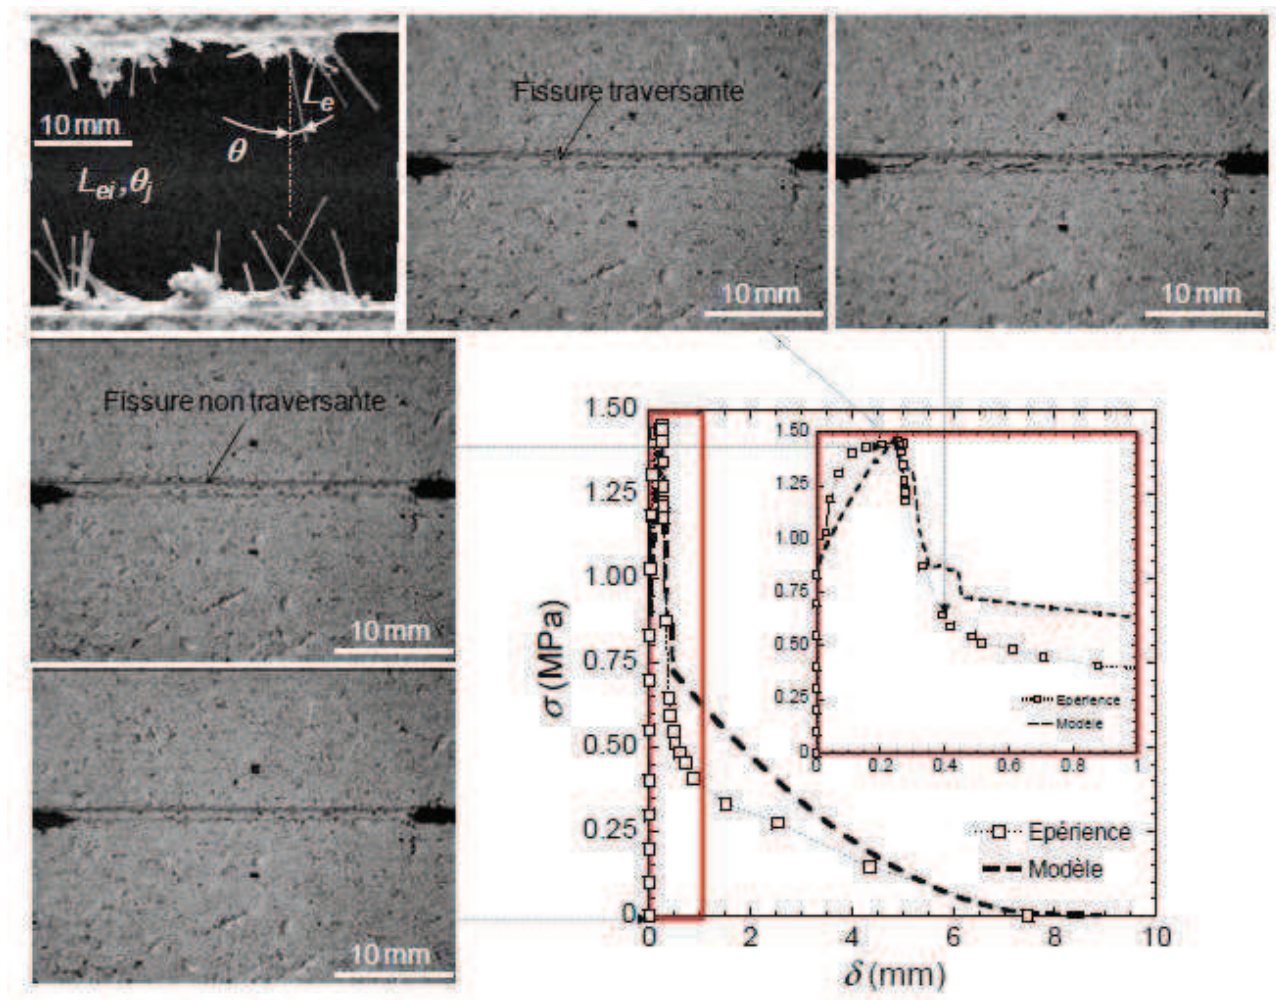 10 mm
θ
Le
Lei,θj
Fissure traversante
10 mm
10 mm
Fissure non traversante
10 mm
10 mm
σ (MPa)
1.50
1.25
1.00
0.75
0.50
0.25
0
0 2 4 6 8 10
δ (mm)
Epérience
Modèle
1.50
1.25
1.00
0.75
0.50
0.25
0
0 0.2 0.4 0.6 0.8 1
Epérience
Modèle